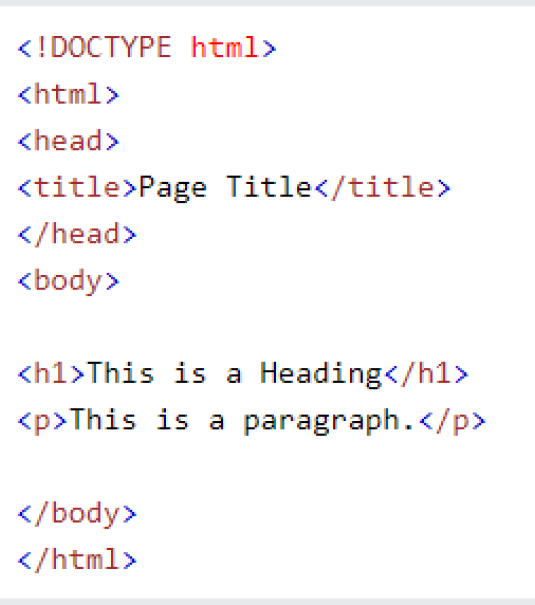 <!DOCTYPE html>
<html>
<head>
<title>Page Title</title>
</head>
<body>
<h1>This is a Heading</h1>
<p>This is a paragraph.</p>
</body>
</html>